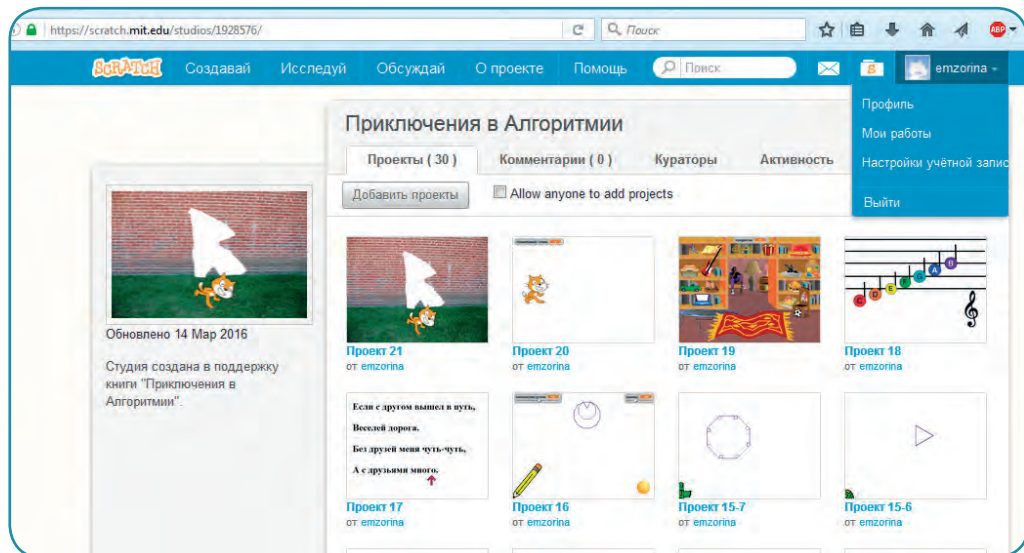 https://scratch.mit.edu/studios/1928576/
Поиск
ABP
SCRATCH
Создавай
Исследуй
Обсуждай
О проекте
Помощь
Поиск
S
emzorina
Профиль
Мои работы
Настройки учётной запис
Выйти
Приключения в Алгоритмии
Проекты ( 30 )
Комментарии ( 0 )
Кураторы
Активность
Добавить проекты
Allow anyone to add projects
Обновлено 14 Мар 2016
Студия создана в поддержку
книги "Приключения в
Алгоритмии".
Проект 21
от emzorina
Проект 20
от emzorina
Проект 19
от emzorina
C D E F G A B
Проект 18
от emzorina
Если с другом вышел в путь,
Веселей дорога.
Без друзей меня чуть-чуть,
А с друзьями много.
Проект 17
от emzorina
Проект 16
от emzorina
Проект 15-7
от emzorina
Проект 15-6
от emzorina